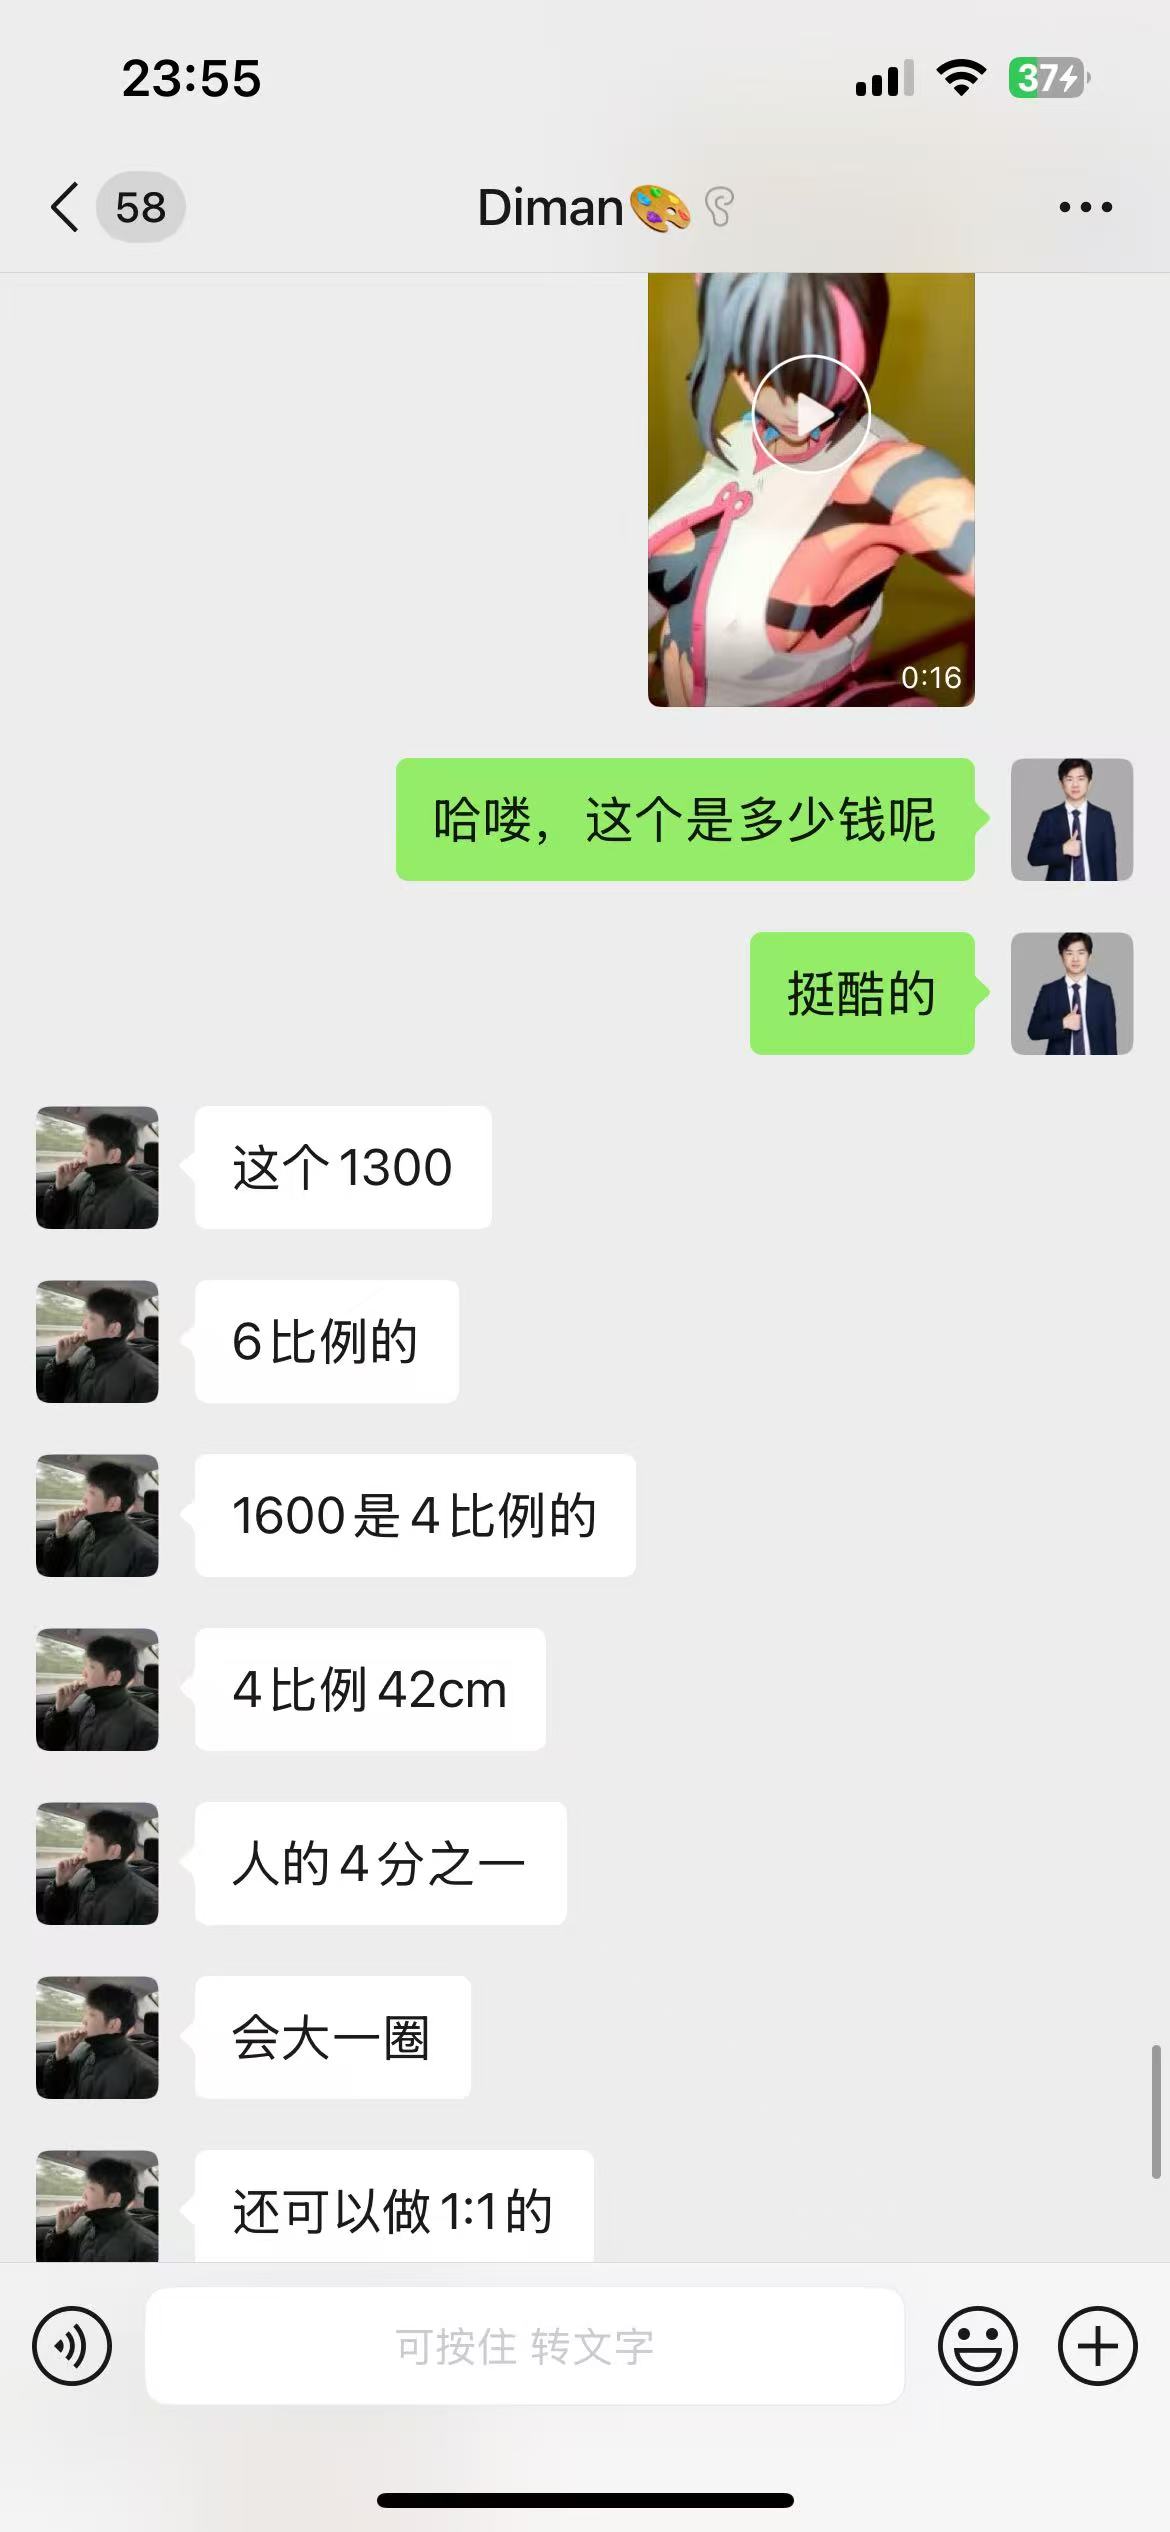 23:55
37
58
Diman🎨
0:16
哈喽，这个是多少钱呢
挺酷的
这个1300
6比例的
1600是4比例的
4比例42cm
人的4分之一
会大一圈
还可以做1:1的
可按住 转文字